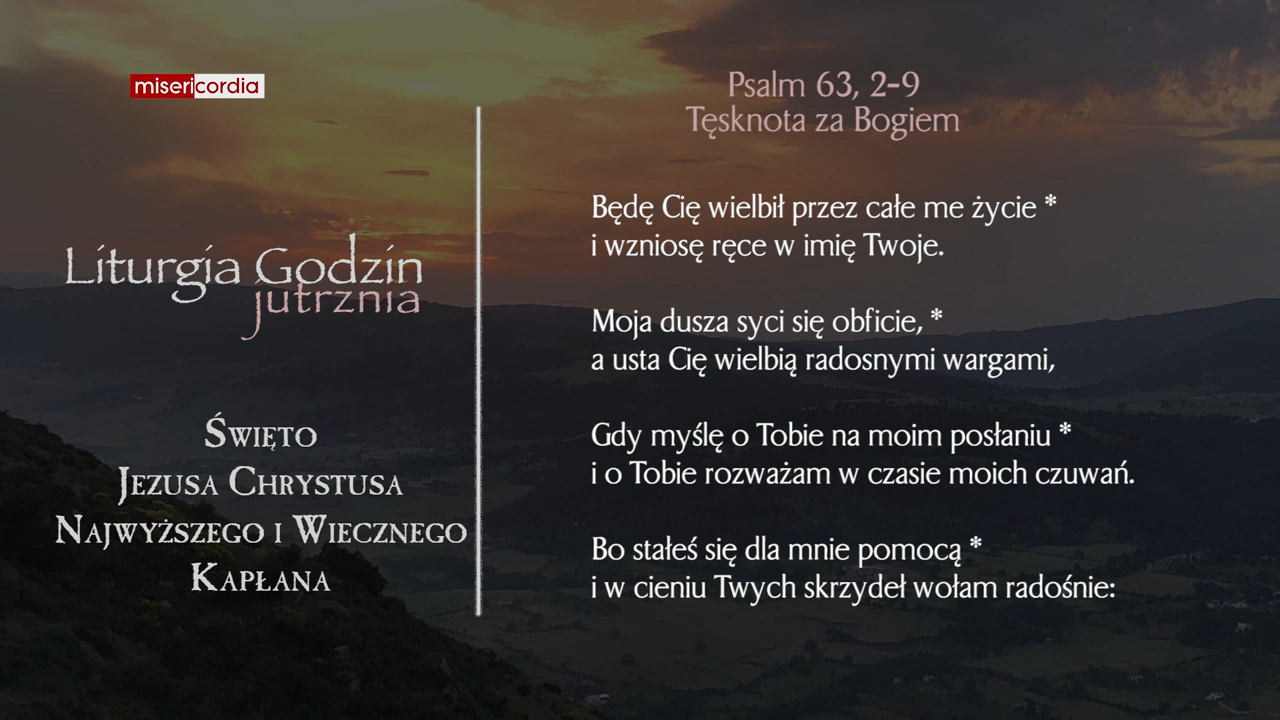 misericordia
Liturgia Godzin
jutrznia
Święto
Jezusa Chrystusa
Najwyższego i Wiecznego
Kapłana
Psalm 63, 2-9
Tęsknota za Bogiem
Będę Cię wielbił przez całe me życie *
i wzniosę ręce w imię Twoje.
Moja dusza syci się obficie, *
a usta Cię wielbią radosnymi wargami,
Gdy myślę o Tobie na moim posłaniu *
i o Tobie rozważam w czasie moich czuwań.
Bo stałeś się dla mnie pomocą *
i w cieniu Twych skrzydeł wołam radośnie: